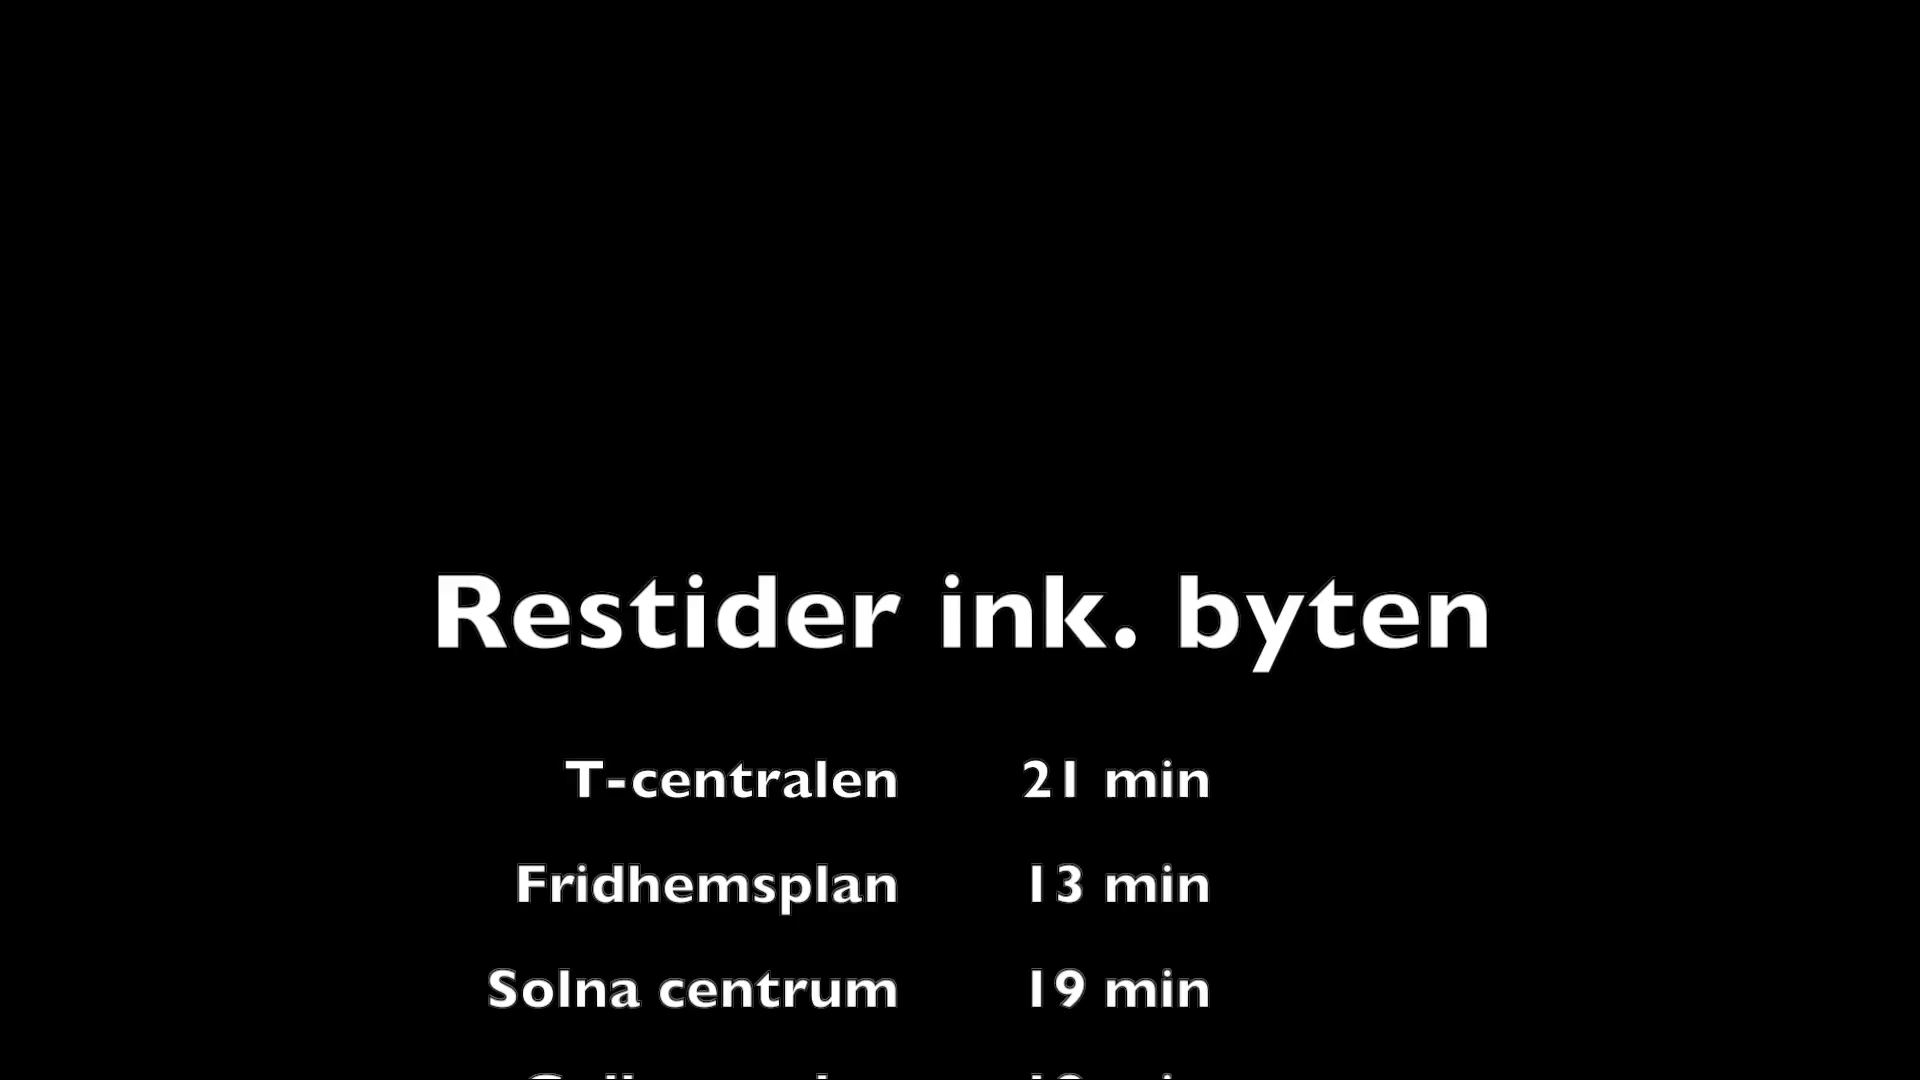 Restider ink. byten
T-centralen 21 min
Fridhemsplan 13 min
Solna centrum 19 min